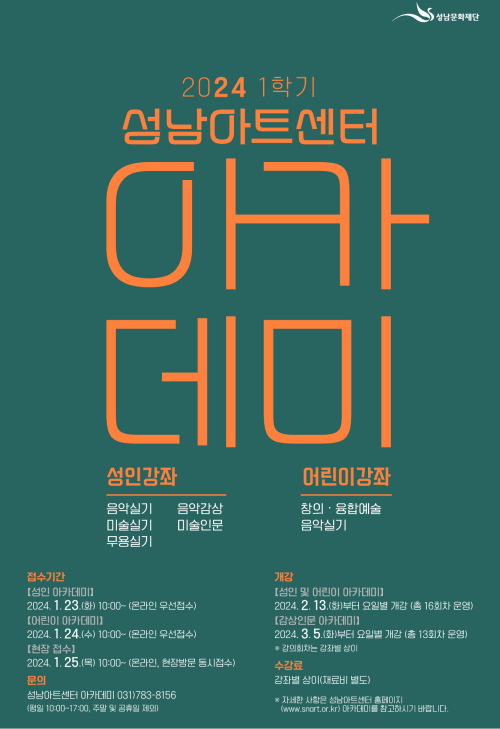 성남문화재단
2024 1학기
성남아트센터
아카
데미
성인강좌
음악실기 음악감상
미술실기 미술인문
무용실기
어린이강좌
창의 · 융합예술
음악실기
접수기간
[성인 아카데미]
2024. 1. 23.(화) 10:00~ (온라인 우선접수)
[어린이 아카데미]
2024. 1. 24.(수) 10:00~ (온라인 우선접수)
[현장 접수]
2024. 1. 25.(목) 10:00~ (온라인, 현장방문 동시접수)
문의
성남아트센터 아카데미 031)783-8156
(평일 10:00~17:00, 주말 및 공휴일 제외)
개강
[성인 및 어린이 아카데미]
2024. 2. 13.(화)부터 요일별 개강 (총 16회차 운영)
[감상인문 아카데미]
2024. 3. 5.(화)부터 요일별 개강 (총 13회차 운영)
※ 강의회차는 강좌별 상이
수강료
강좌별 상이(재료비 별도)
※ 자세한 사항은 성남아트센터 홈페이지
(www.snart.or.kr) 아카데미를 참고하시기 바랍니다.